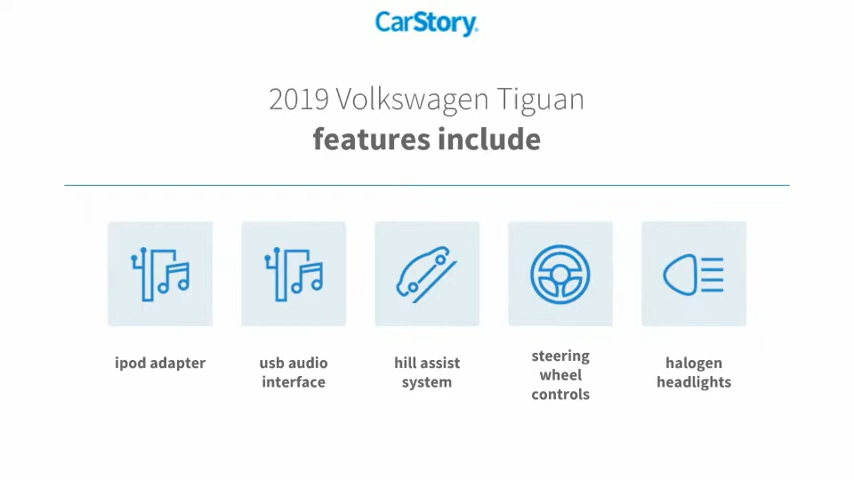 CarStory.
2019 Volkswagen Tiguan
features include
ipod adapter
usb audio
interface
hill assist
system
steering
wheel
controls
halogen
headlights